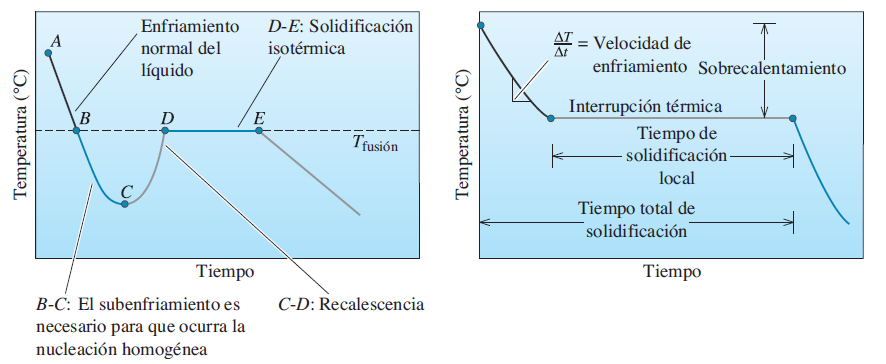 A
Enfriamiento
normal del
líquido
D-E: Solidificación
isotérmica
B
D
E
T fusión
C
Temperatura (°C)
Tiempo
B-C: El subenfriamiento es
necesario para que ocurra la
nucleación homogénea
C-D: Recalescencia
ΔT
Δt
= Velocidad de
enfriamiento
Sobrecalentamiento
Interrupción térmica
Tiempo de
solidificación
local
Tiempo total de
solidificación
Temperatura (°C)
Tiempo